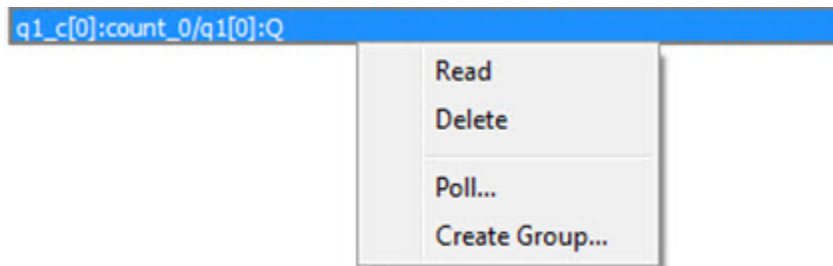 q1_c[0]:count_0/q1[0]:Q
Read
Delete
Poll...
Create Group...